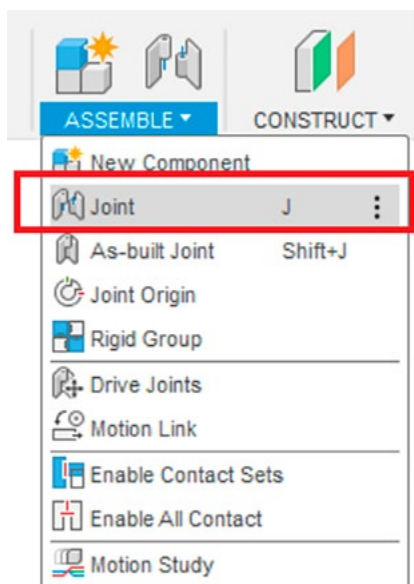 ASSEMBLE CONSTRUCT
New Component
Joint J
As-built Joint Shift+J
Joint Origin
Rigid Group
Drive Joints
Motion Link
Enable Contact Sets
Enable All Contact
Motion Study